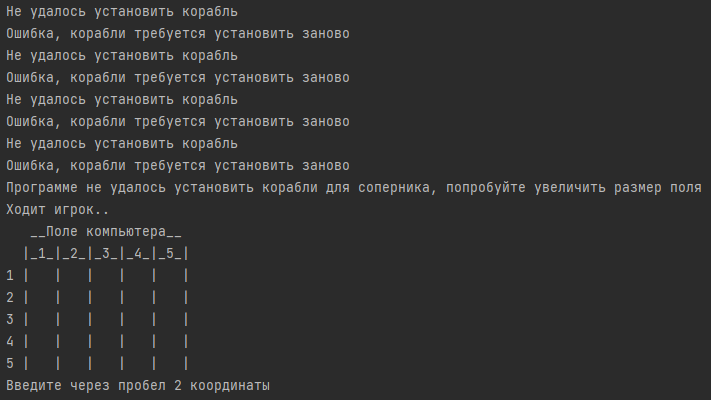 Не удалось установить корабль
Ошибка, корабли требуется установить заново
Не удалось установить корабль
Ошибка, корабли требуется установить заново
Не удалось установить корабль
Ошибка, корабли требуется установить заново
Не удалось установить корабль
Ошибка, корабли требуется установить заново
Программе не удалось установить корабли для соперника, попробуйте увеличить размер поля
Ходит игрок..
   __Поле компьютера__
  |_1_|_2_|_3_|_4_|_5_|
1 |   |   |   |   |   |
2 |   |   |   |   |   |
3 |   |   |   |   |   |
4 |   |   |   |   |   |
5 |   |   |   |   |   |
Введите через пробел 2 координаты